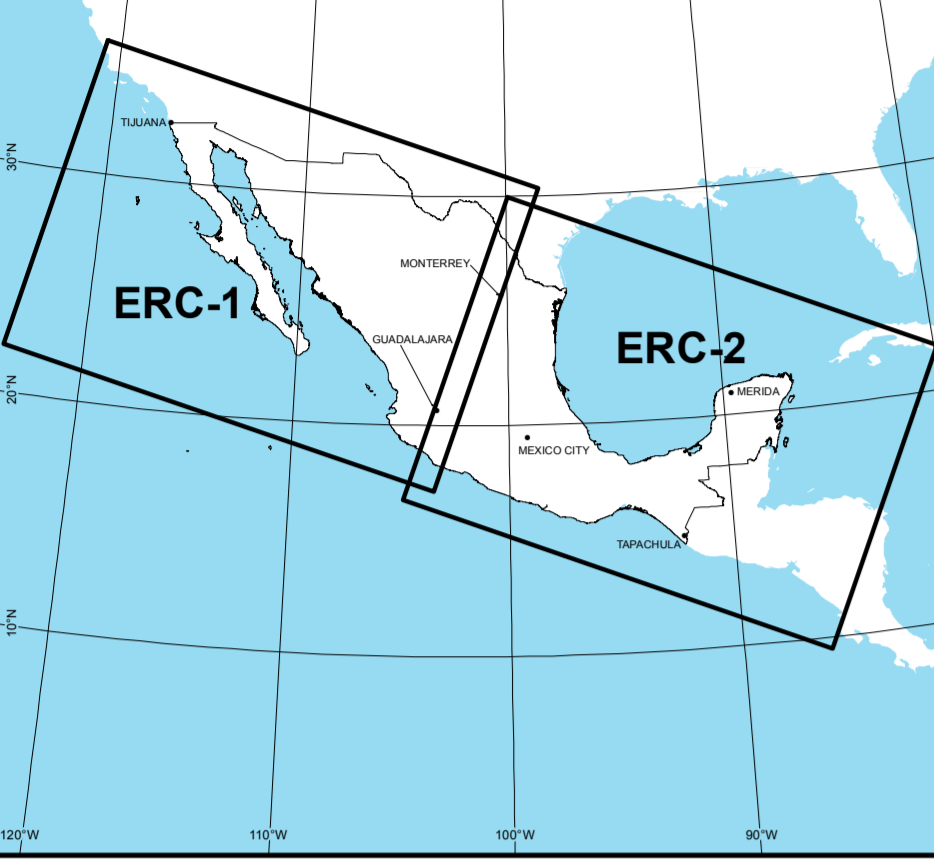 TIJUANA
30°N
MONTERREY
ERC-1
GUADALAJARA
ERC-2
20°N
MERIDA
MEXICO CITY
TAPACHULA
10°N
120°W
110°W
100°W
90°W